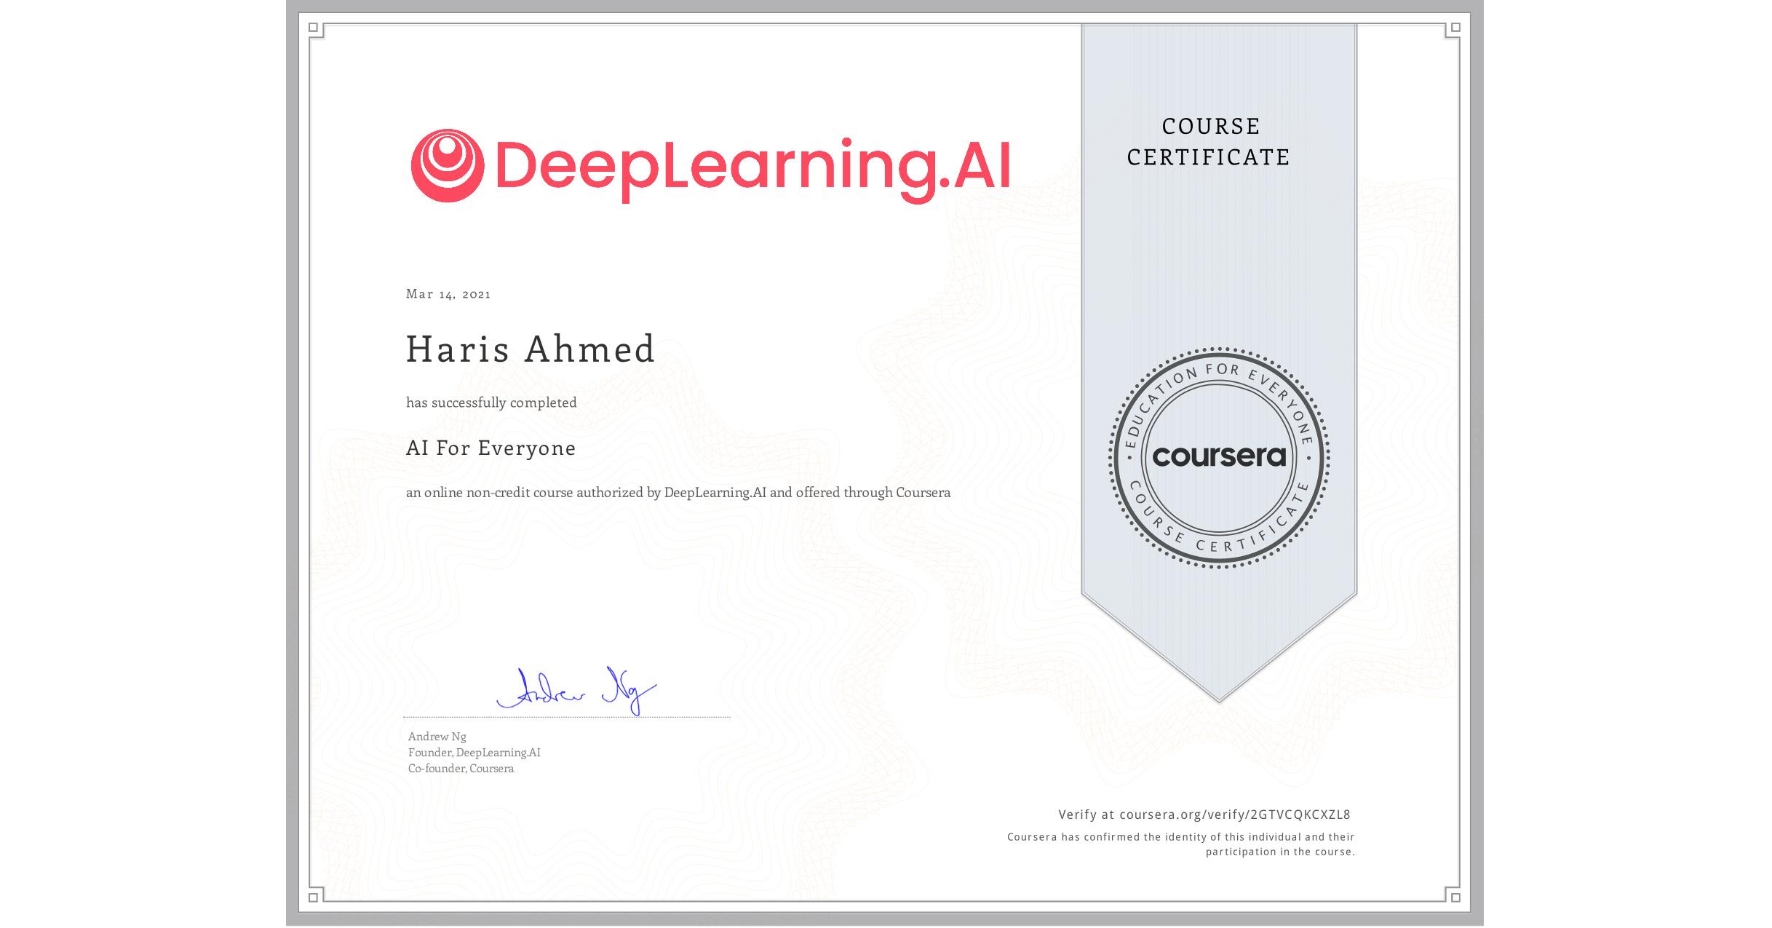 DeepLearning.AI
COURSE
CERTIFICATE
Mar 14, 2021
Haris Ahmed
has successfully completed
AI For Everyone
an online non-credit course authorized by DeepLearning.AI and offered through Coursera
EDUCATION FOR EVERYONE
coursera
COURSE CERTIFICATE
Andrew Ng
Andrew Ng
Founder, DeepLearning.AI
Co-founder, Coursera
Verify at coursera.org/verify/2GTVCQKCXZL8
Coursera has confirmed the identity of this individual and their
participation in the course.